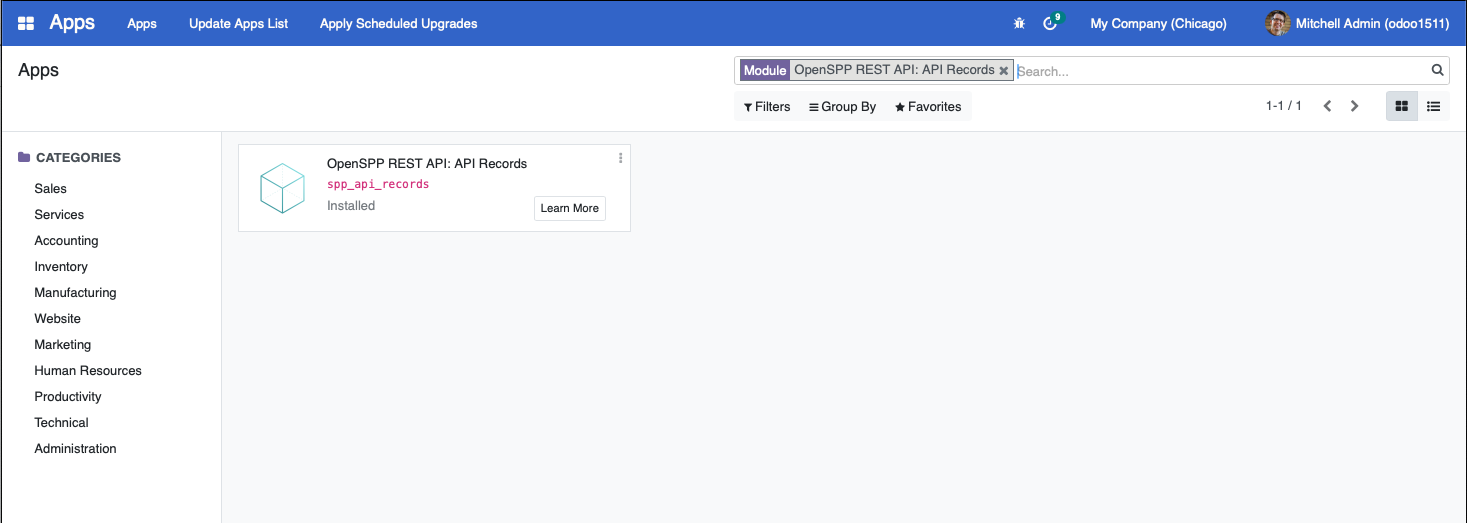 Apps Apps Update Apps List Apply Scheduled Upgrades 9 My Company (Chicago) Mitchell Admin (odoo1511)
Apps
Module OpenSPP REST API: API Records Search...
Filters Group By Favorites 1-1 / 1
CATEGORIES
Sales
Services
Accounting
Inventory
Manufacturing
Website
Marketing
Human Resources
Productivity
Technical
Administration
OpenSPP REST API: API Records
spp_api_records
Installed
Learn More